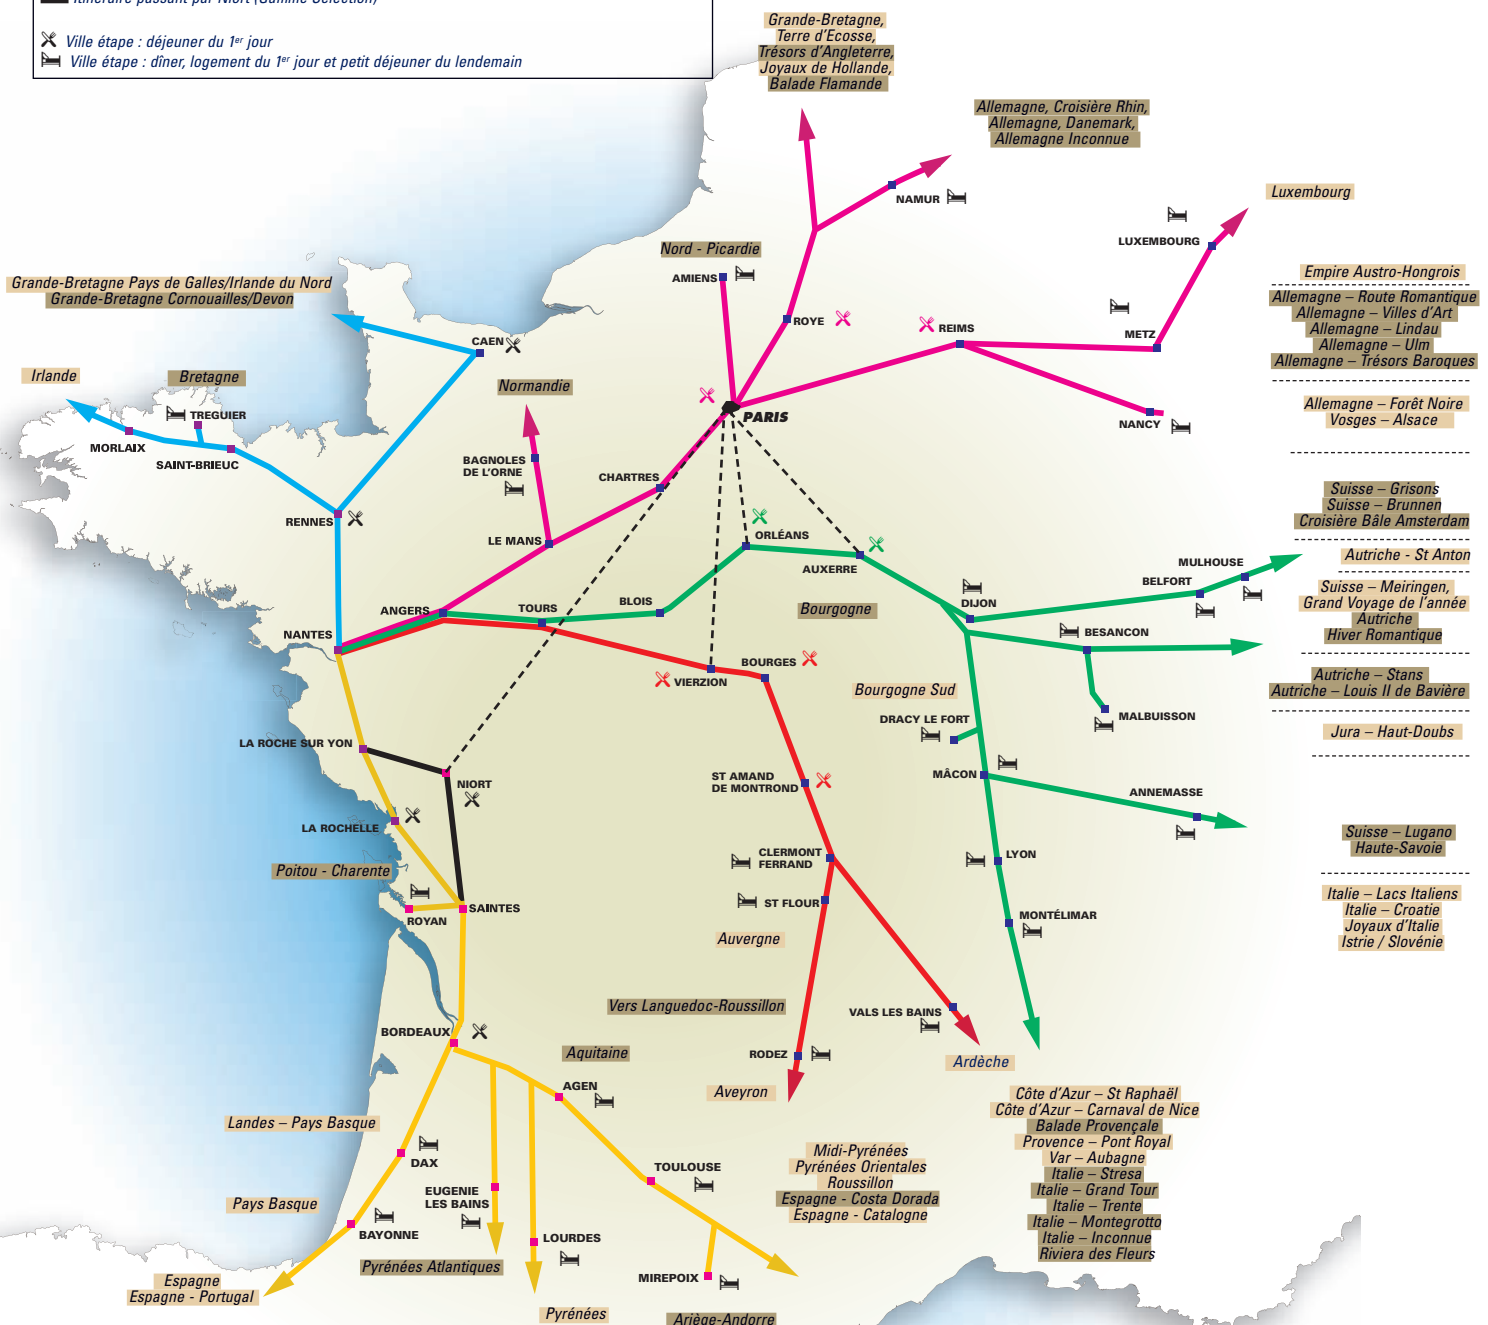 Itinéraire passant par Niort (Gamme Sélection)
Ville étape : déjeuner du 1er jour
Ville étape : dîner, logement du 1er jour et petit déjeuner du lendemain
Grande-Bretagne,
Terre d'Ecosse,
Trésors d'Angleterre,
Joyaux de Hollande,
Balade Flamande
Allemagne, Croisière Rhin,
Allemagne, Danemark,
Allemagne Inconnue
NAMUR
Luxembourg
LUXEMBOURG
Nord - Picardie
AMIENS
Grande-Bretagne Pays de Galles/Irlande du Nord
Grande-Bretagne Cornouailles/Devon
Empire Austro-Hongrois
Allemagne – Route Romantique
Allemagne – Villes d'Art
Allemagne – Lindau
Allemagne – Ulm
Allemagne – Trésors Baroques
ROYE
REIMS
METZ
CAEN
Irlande
Bretagne
Normandie
TREGUIER
MORLAIX
SAINT-BRIEUC
PARIS
NANCY
Allemagne – Forêt Noire
Vosges – Alsace
BAGNOLES
DE L'ORNE
CHARTRES
Suisse – Grisons
Suisse – Brunnen
Croisière Bâle Amsterdam
RENNES
LE MANS
ORLÉANS
AUXERRE
MULHOUSE
BELFORT
Autriche - St Anton
Suisse – Meiringen,
Grand Voyage de l'année
Autriche
Hiver Romantique
ANGERS
TOURS
BLOIS
Bourgogne
DIJON
NANTES
BESANCON
BOURGES
VIERZION
Bourgogne Sud
Autriche – Stans
Autriche – Louis II de Bavière
DRACY LE FORT
MALBUISSON
Jura – Haut-Doubs
LA ROCHE SUR YON
NIORT
ST AMAND
DE MONTROND
MÂCON
ANNEMASSE
LA ROCHELLE
Suisse – Lugano
Haute-Savoie
CLERMONT
FERRAND
LYON
Poitou - Charente
ROYAN
SAINTES
ST FLOUR
MONTÉLIMAR
Italie – Lacs Italiens
Italie – Croatie
Joyaux d'Italie
Istrie / Slovénie
Auvergne
Vers Languedoc-Roussillon
VALS LES BAINS
BORDEAUX
Aquitaine
RODEZ
Ardèche
AGEN
Aveyron
Côte d'Azur – St Raphaël
Côte d'Azur – Carnaval de Nice
Balade Provençale
Provence – Pont Royal
Var – Aubagne
Italie – Stresa
Italie – Grand Tour
Italie – Trente
Italie – Montegrotto
Italie – Inconnue
Riviera des Fleurs
Landes – Pays Basque
DAX
TOULOUSE
Midi-Pyrénées
Pyrénées Orientales
Roussillon
Espagne - Costa Dorada
Espagne - Catalogne
Pays Basque
EUGENIE
LES BAINS
BAYONNE
LOURDES
Pyrénées Atlantiques
MIREPOIX
Espagne
Espagne - Portugal
Pyrénées
Ariège-Andorre